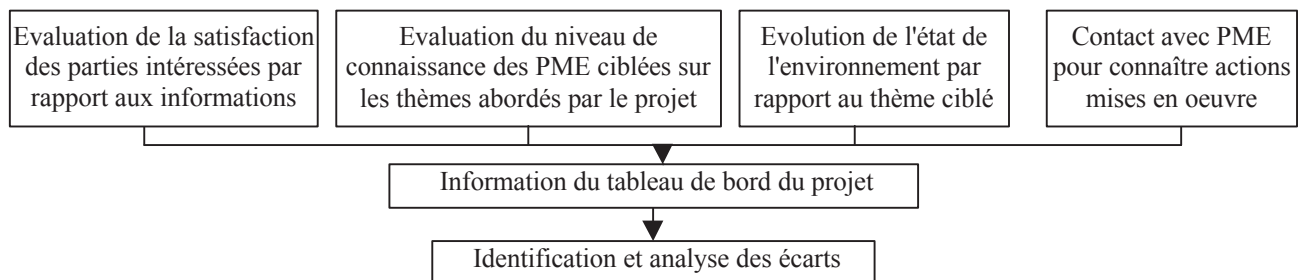 Evaluation de la satisfaction
des parties intéressées par
rapport aux informations
Evaluation du niveau de
connaissance des PME ciblées sur
les thèmes abordés par le projet
Evolution de l'état de
l'environnement par
rapport au thème ciblé
Contact avec PME
pour connaître actions
mises en oeuvre
Information du tableau de bord du projet
Identification et analyse des écarts